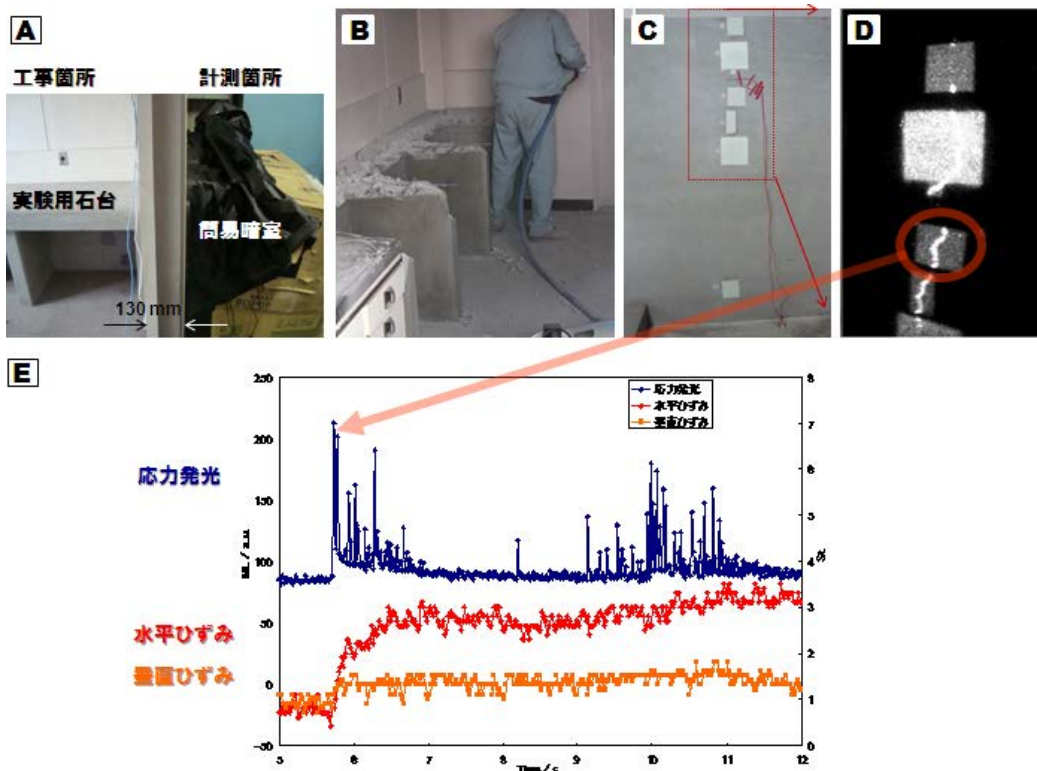 A
B
C
D
工事箇所
計測箇所
実験用石台
簡易暗室
130 mm
E
応力発光
水平ひずみ
垂直ひずみ
250
200
150
100
50
0
-50
8
7
6
5
4
3
2
1
0
応力発光
水平ひずみ
垂直ひずみ
ML / a.u.
5
6
7
8
9
10
11
12
Time / s